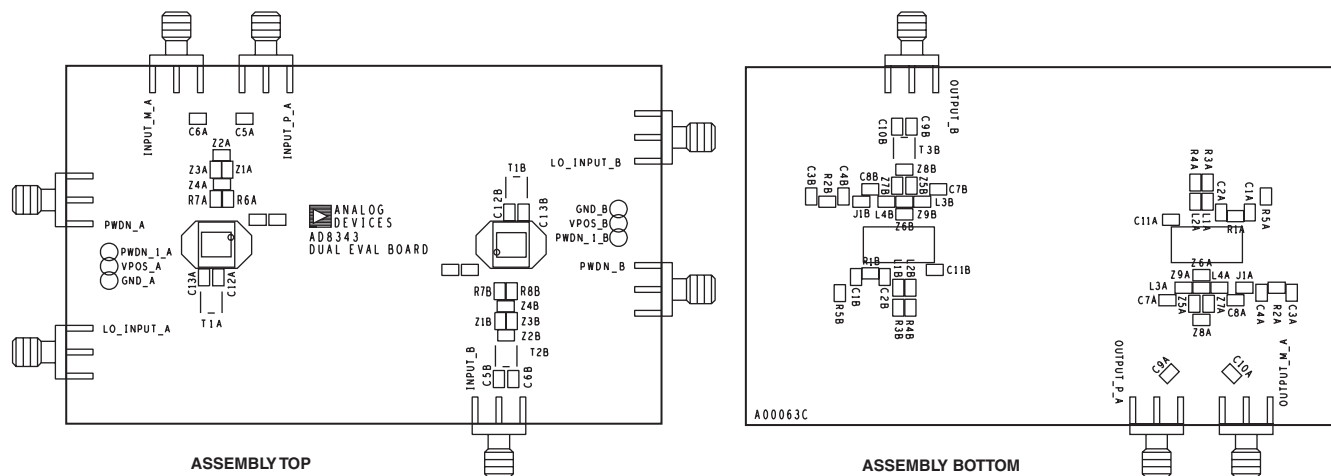 INPUT_M_A
INPUT_P_A
C6A
C5A
Z2A
Z3A
Z1A
Z4A
R7A
R6A
PWDN_A
PWDN_1_A
VPOS_A
GND_A
C13A
C12A
T1A
LO_INPUT_A
ANALOG
DEVICES
AD8343
DUAL EVAL BOARD
LO_INPUT_B
T1B
C12B
C13B
GND_B
VPOS_B
PWDN_1_B
PWDN_B
R7B
R8B
Z4B
Z1B
Z3B
Z2B
T2B
INPUT_B
C5B
C6B
ASSEMBLY TOP
OUTPUT_B
C10B
C9B
T3B
Z8B
C3B
R2B
C4B
C8B
Z7B
Z5B
C7B
J1B
L4B
L3B
Z9B
Z6B
R1B
L1B
L2B
C11B
C1B
C2B
R5B
R3B
R4B
R4A
R3A
C2A
C1A
R5A
C11A
L2A
L1A
R1A
Z6A
Z9A
L4A
J1A
L3A
C7A
Z5A
Z7A
C8A
C4A
R2A
C3A
Z8A
C9A
C10A
OUTPUT_P_A
OUTPUT_M_A
A00063C
ASSEMBLY BOTTOM